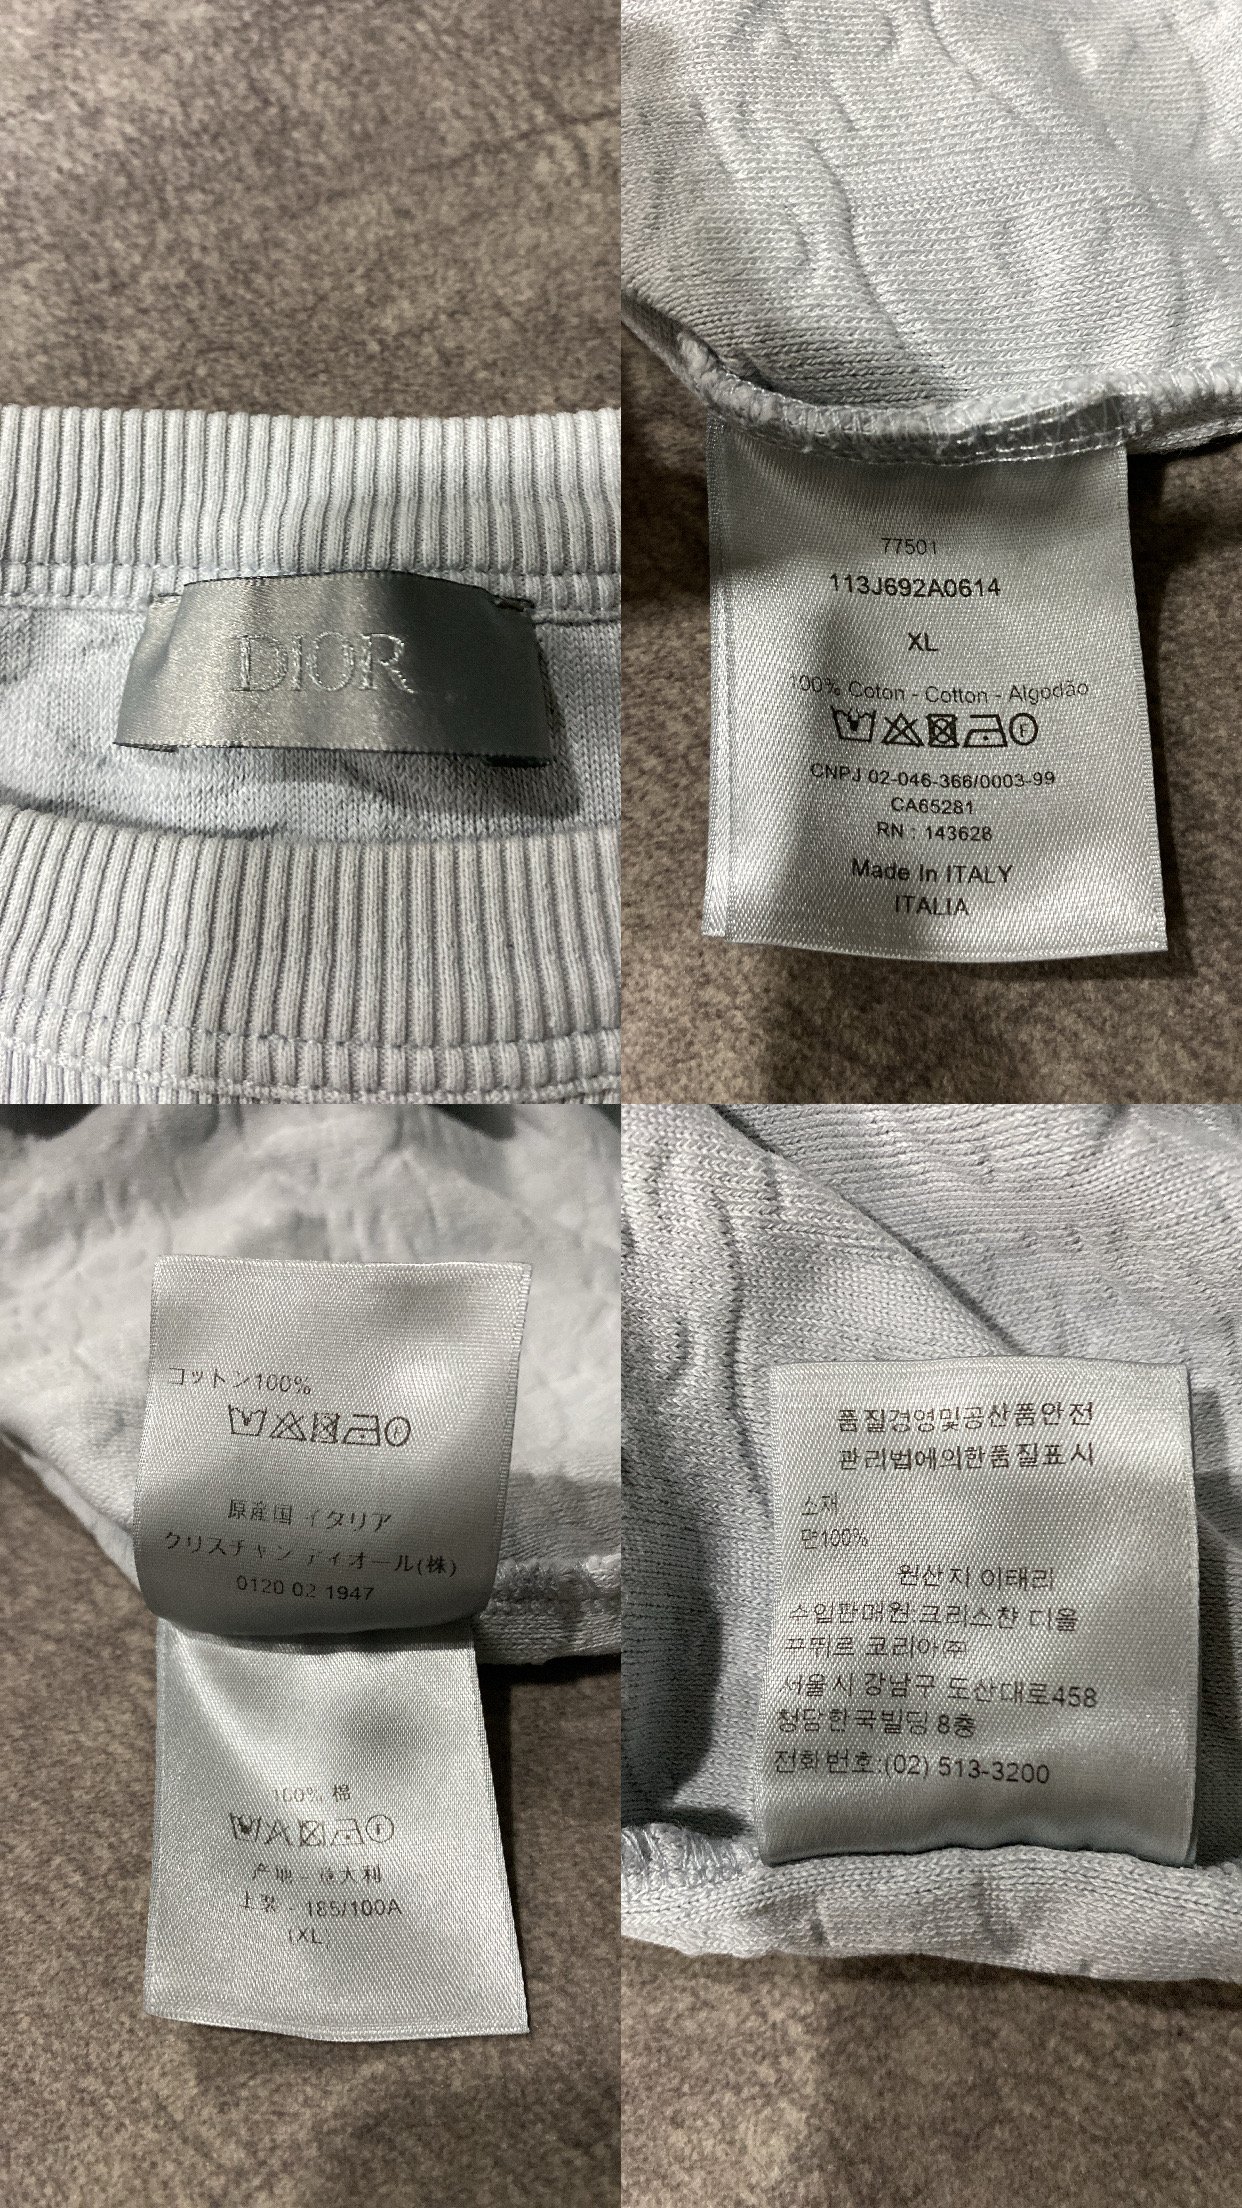 DIOR
77501
113J692A0614
XL
100% Coton - Cotton - Algodão
CNPJ 02-046-366/0003-99
CA65281
RN : 143628
Made In ITALY
ITALIA
コットン100%
原産国 イタリア
クリスチャン ディオール(株)
0120 02 1947
100% 棉
产地 - 意大利
上装 - 185/100A
(XL)
품질경영및공산품안전
관리법에의한품질표시
소재
면100%
원산지 이태리
수입판매원:크리스챤 디올
꾸뛰르 코리아(주)
서울시 강남구 도산대로458
청담한국빌딩 8층
전화번호:(02) 513-3200